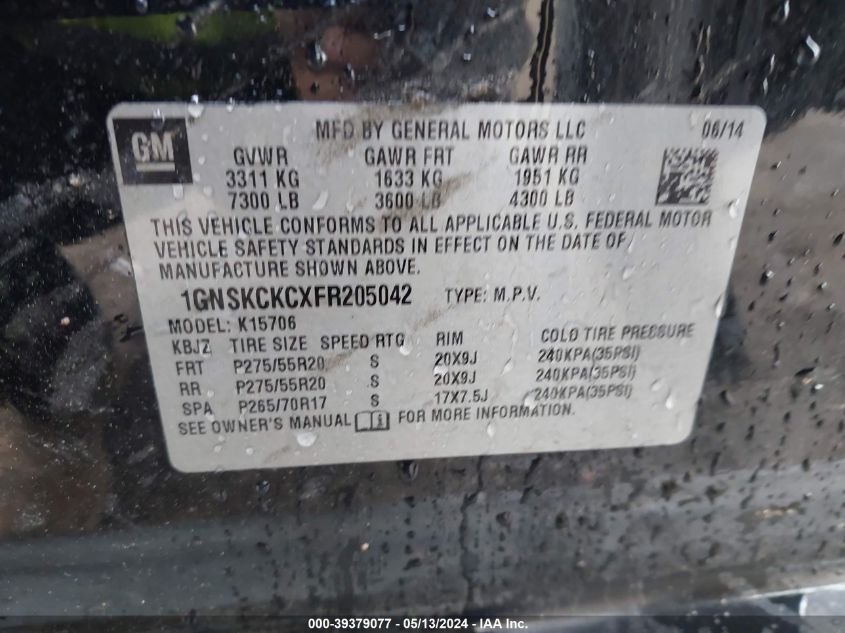 GM
MFD BY GENERAL MOTORS LLC 06/14
GVWR GAWR FRT GAWR RR
3311 KG 1633 KG 1951 KG
7300 LB 3600 LB 4300 LB
THIS VEHICLE CONFORMS TO ALL APPLICABLE U.S. FEDERAL MOTOR
VEHICLE SAFETY STANDARDS IN EFFECT ON THE DATE OF
MANUFACTURE SHOWN ABOVE.
1GNSKCKCXFR205042 TYPE: M.P.V.
MODEL: K15706
KBJZ TIRE SIZE SPEED RTG RIM COLD TIRE PRESSURE
FRT P275/55R20 S 20X9J 240KPA(35PSI)
RR P275/55R20 S 20X9J 240KPA(35PSI)
SPA P265/70R17 S 17X7.5J 240KPA(35PSI)
SEE OWNER'S MANUAL i FOR MORE INFORMATION.
000-39379077 - 05/13/2024 - IAA Inc.